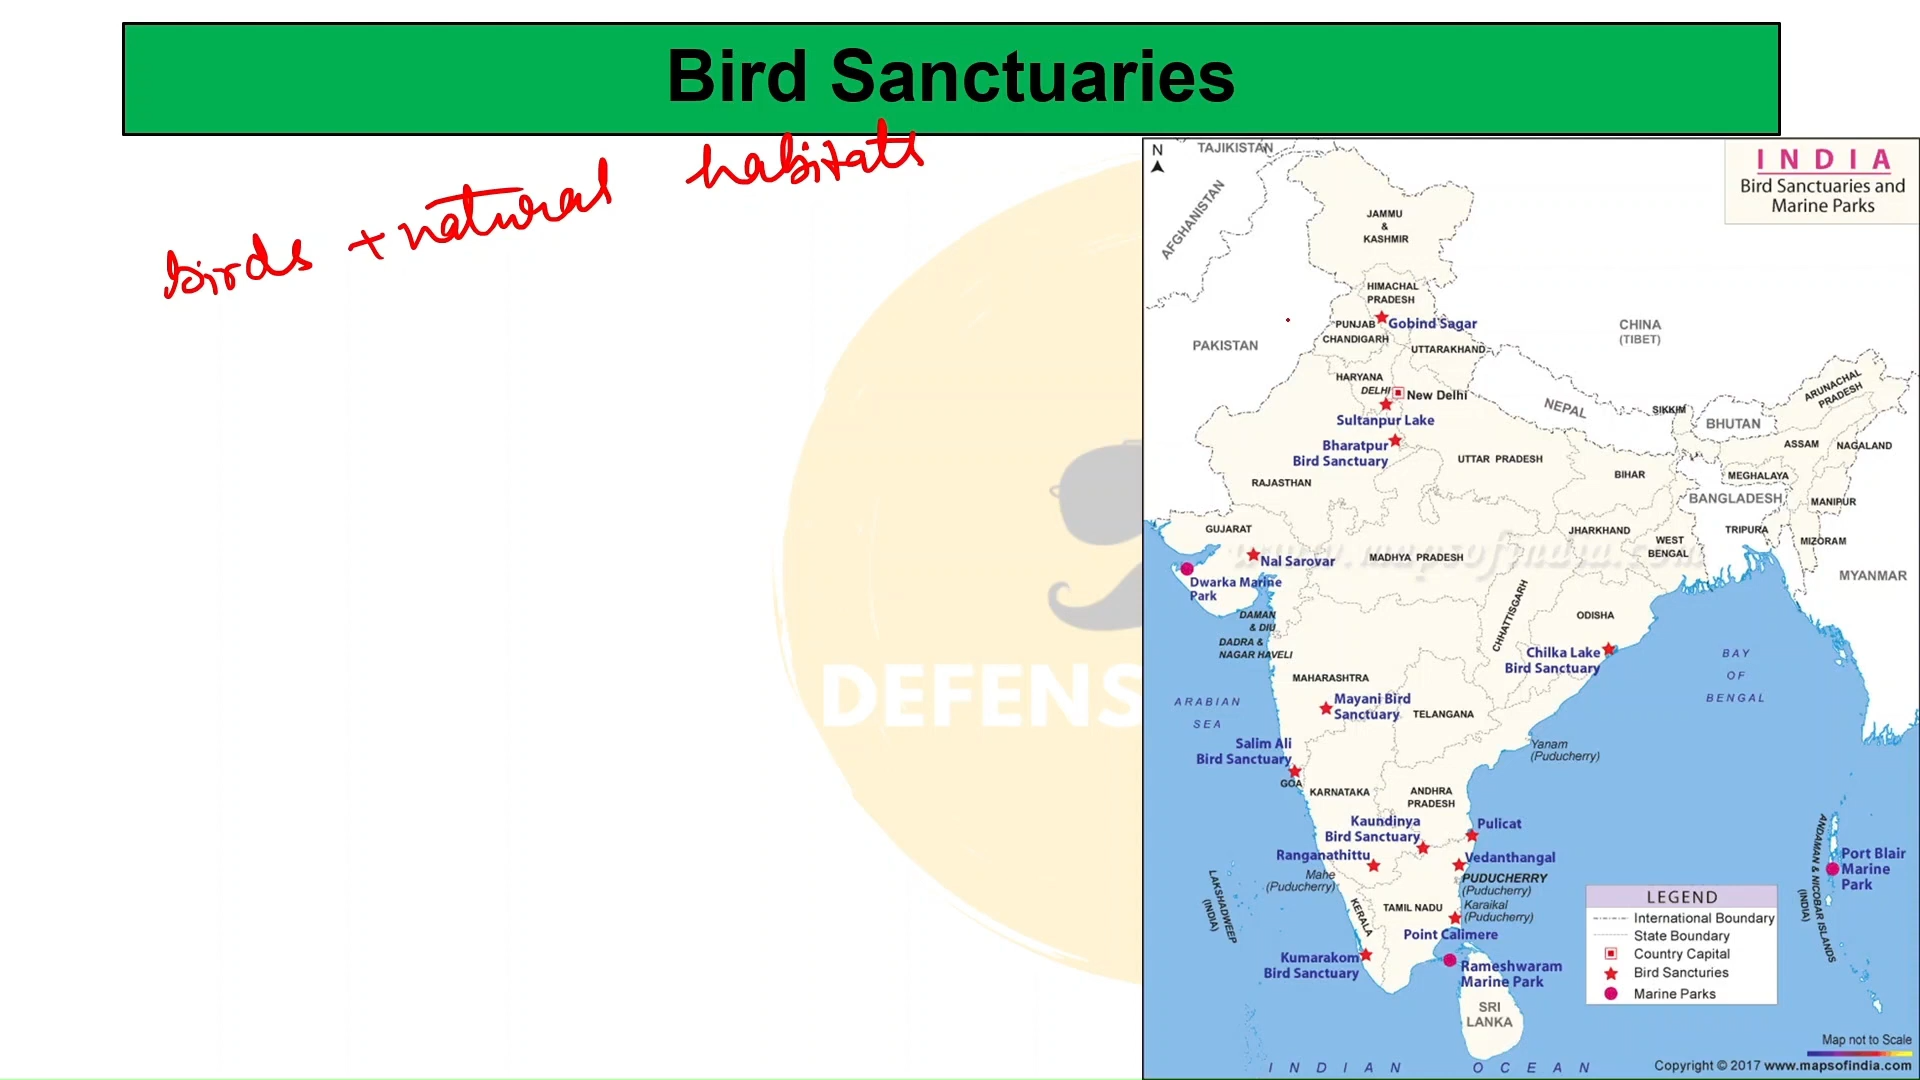 Bird Sanctuaries
birds + natural habitats
DEFENS
N
TAJIKISTAN
AFGHANISTAN
INDIA
Bird Sanctuaries and
Marine Parks
JAMMU
&
KASHMIR
HIMACHAL
PRADESH
PUNJAB
Gobind Sagar
CHANDIGARH
UTTARAKHAND
PAKISTAN
CHINA
(TIBET)
HARYANA
DELHI
New Delhi
Sultanpur Lake
NEPAL
SIKKIM
BHUTAN
ARUNACHAL
PRADESH
Bharatpur
Bird Sanctuary
UTTAR PRADESH
ASSAM
NAGALAND
RAJASTHAN
BIHAR
MEGHALAYA
BANGLADESH
MANIPUR
GUJARAT
JHARKHAND
WEST
BENGAL
TRIPURA
MIZORAM
Nal Sarovar
MADHYA PRADESH
www.mapsofindia.com
MYANMAR
Dwarka Marine
Park
DAMAN
& DIU
DADRA &
NAGAR HAVELI
CHHATTISGARH
ODISHA
Chilka Lake
Bird Sanctuary
BAY
OF
BENGAL
MAHARASHTRA
Mayani Bird
Sanctuary
TELANGANA
ARABIAN
SEA
Salim Ali
Bird Sanctuary
Yanam
(Puducherry)
GOA
KARNATAKA
ANDHRA
PRADESH
Kaundinya
Bird Sanctuary
Pulicat
Ranganathittu
Vedanthangal
Mahe
(Puducherry)
PUDUCHERRY
(Puducherry)
Karaikal
(Puducherry)
LAKSHADWEEP
(INDIA)
KERALA
TAMIL NADU
Point Calimere
Kumarakom
Bird Sanctuary
Rameshwaram
Marine Park
SRI
LANKA
ANDAMAN & NICOBAR ISLANDS
(INDIA)
Port Blair
Marine
Park
LEGEND
International Boundary
State Boundary
Country Capital
Bird Sancturies
Marine Parks
INDIAN OCEAN
Map not to Scale
Copyright © 2017 www.mapsofindia.com